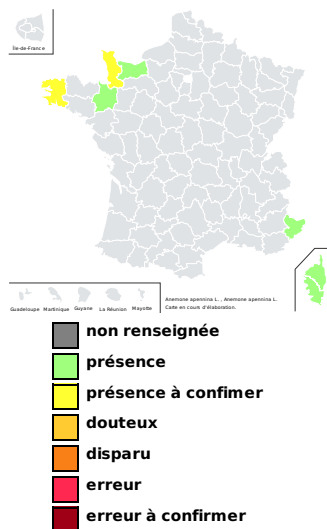 Île-de-France
Guadeloupe Martinique Guyane La Réunion Mayotte
Anemone apennina L. , Anemone apennina L.
Carte en cours d'élaboration.
non renseignée
présence
présence à confimer
douteux
disparu
erreur
erreur à confirmer